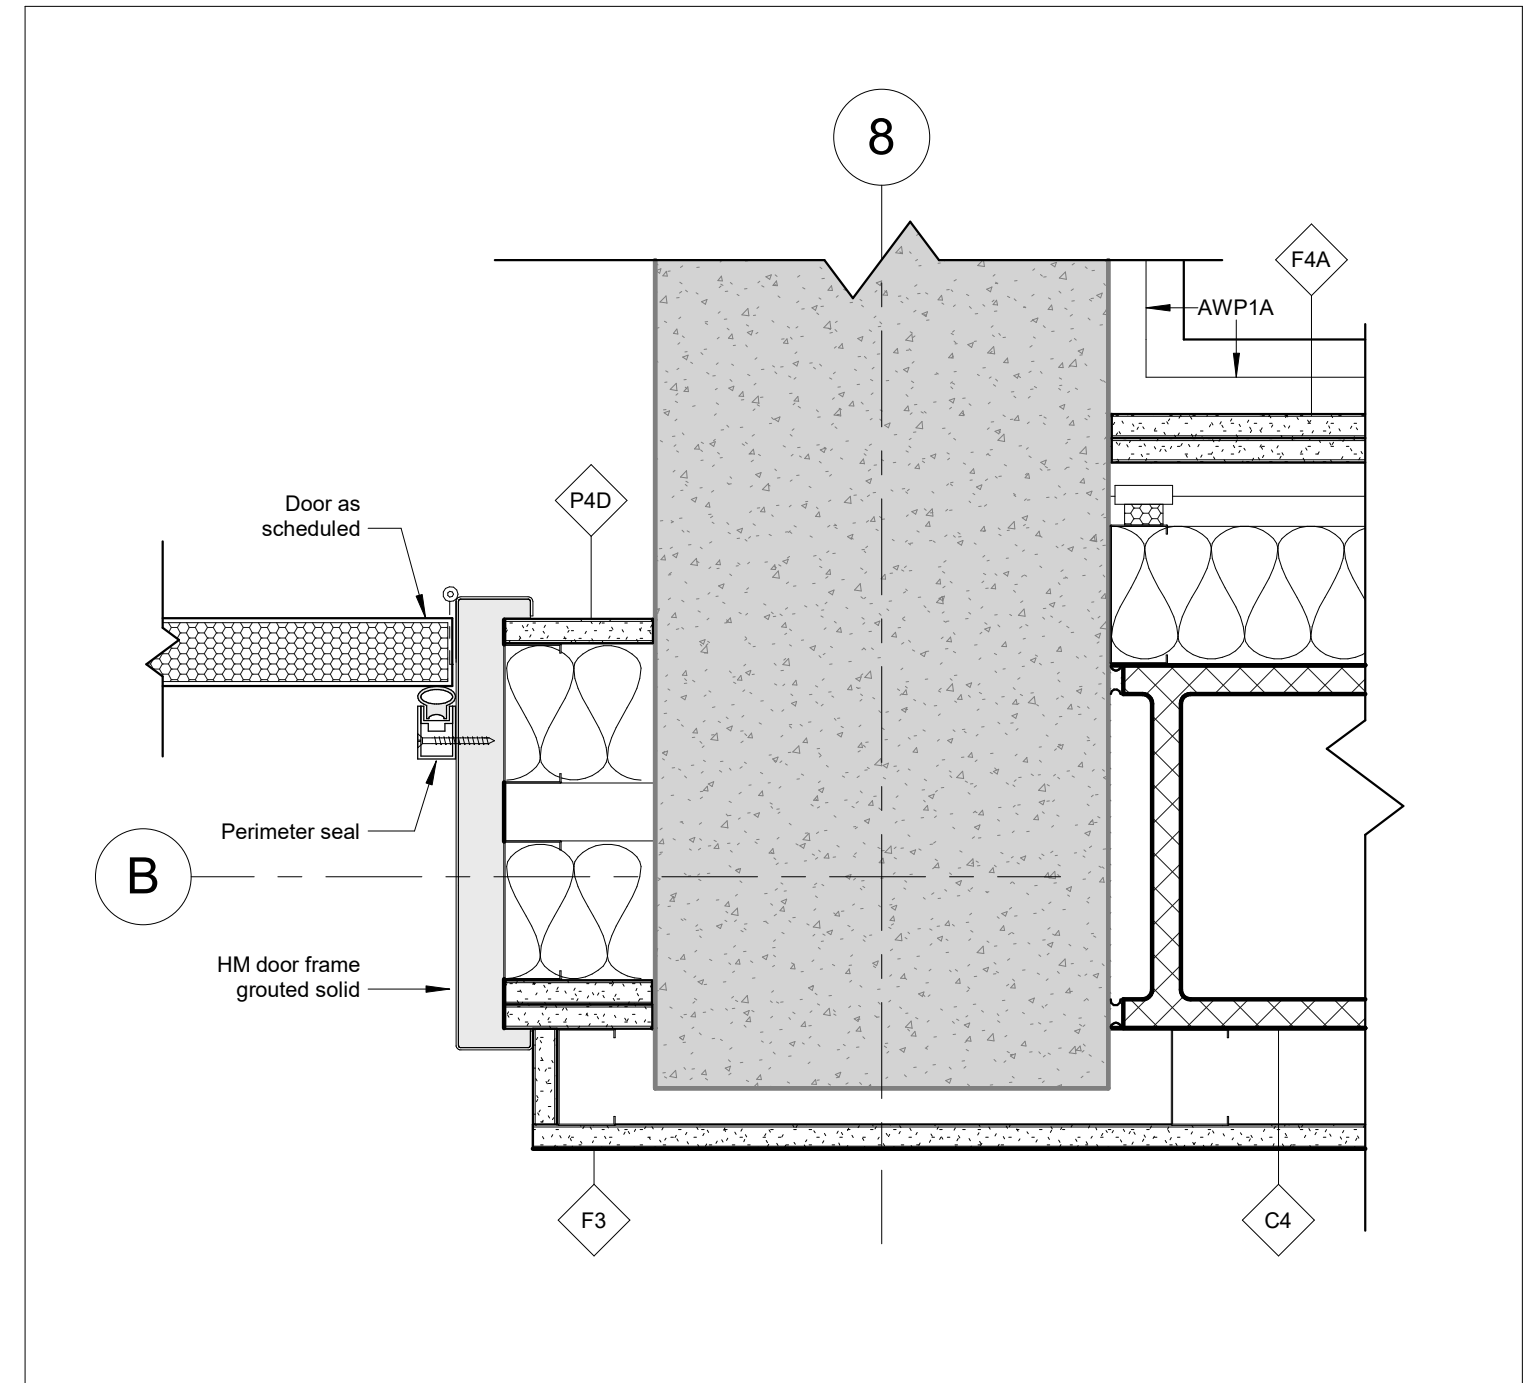 8
F4A
AWP1A
P4D
Door as
scheduled
Perimeter seal
B
HM door frame
grouted solid
F3
C4